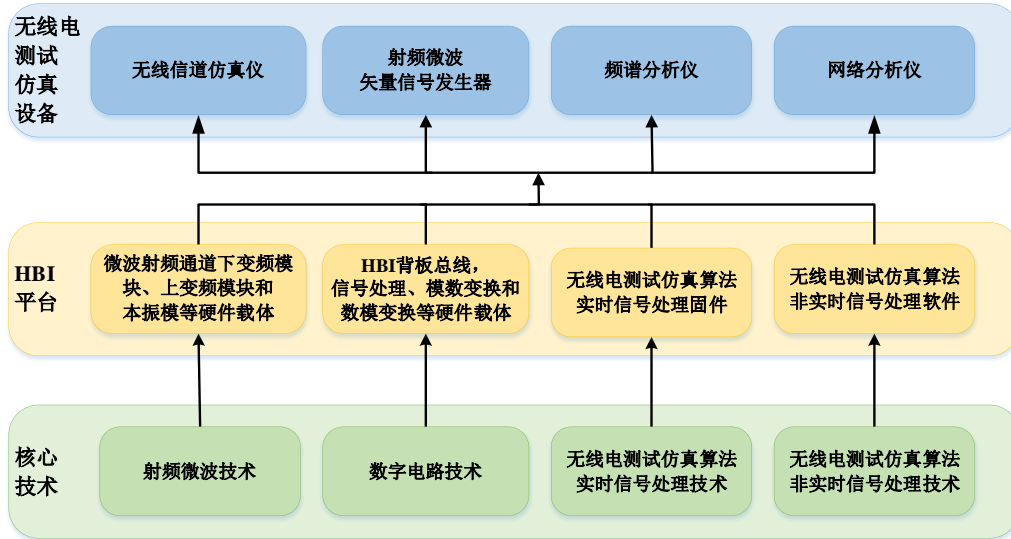 无线电
测试
仿真
设备
无线信道仿真仪
射频微波
矢量信号发生器
频谱分析仪
网络分析仪
HBI
平台
微波射频通道下变频模
块、上变频模块和
本振模等硬件载体
HBI背板总线，
信号处理、模数变换和
数模变换等硬件载体
无线电测试仿真算法
实时信号处理固件
无线电测试仿真算法
非实时信号处理软件
核心
技术
射频微波技术
数字电路技术
无线电测试仿真算法
实时信号处理技术
无线电测试仿真算法
非实时信号处理技术